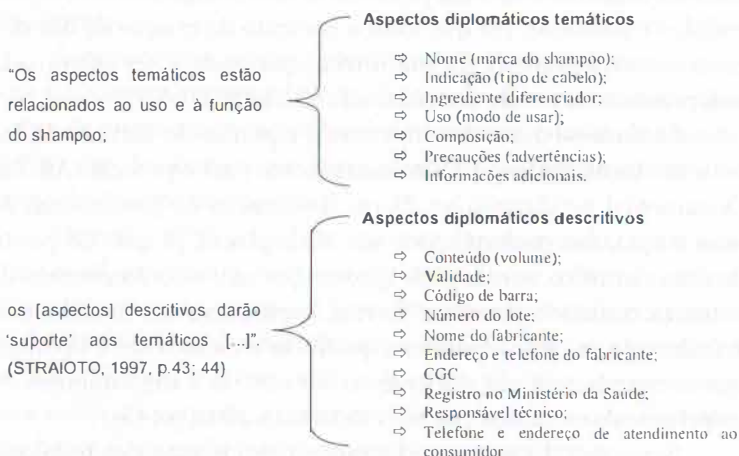 Aspectos diplomáticos temáticos
"Os aspectos temáticos estão
relacionados ao uso e à função
do shampoo;
⇨ Nome (marca do shampoo);
⇨ Indicação (tipo de cabelo);
⇨ Ingrediente diferenciador;
⇨ Uso (modo de usar);
⇨ Composição;
⇨ Precauções (advertências),
⇨ Informações adicionais.
Aspectos diplomáticos descritivos
os [aspectos] descritivos darão
'suporte' aos temáticos [...]"
(STRAIOTO, 1997, p.43; 44)
⇨ Conteúdo (volume);
⇨ Validade;
⇨ Código de barra;
⇨ Número do lote;
⇨ Nome do fabricante;
⇨ Endereço e telefone do fabricante;
⇨ CGC
⇨ Registro no Ministério da Saúde;
⇨ Responsável técnico;
⇨ Telefone e endereço de atendimento ao
consumidor